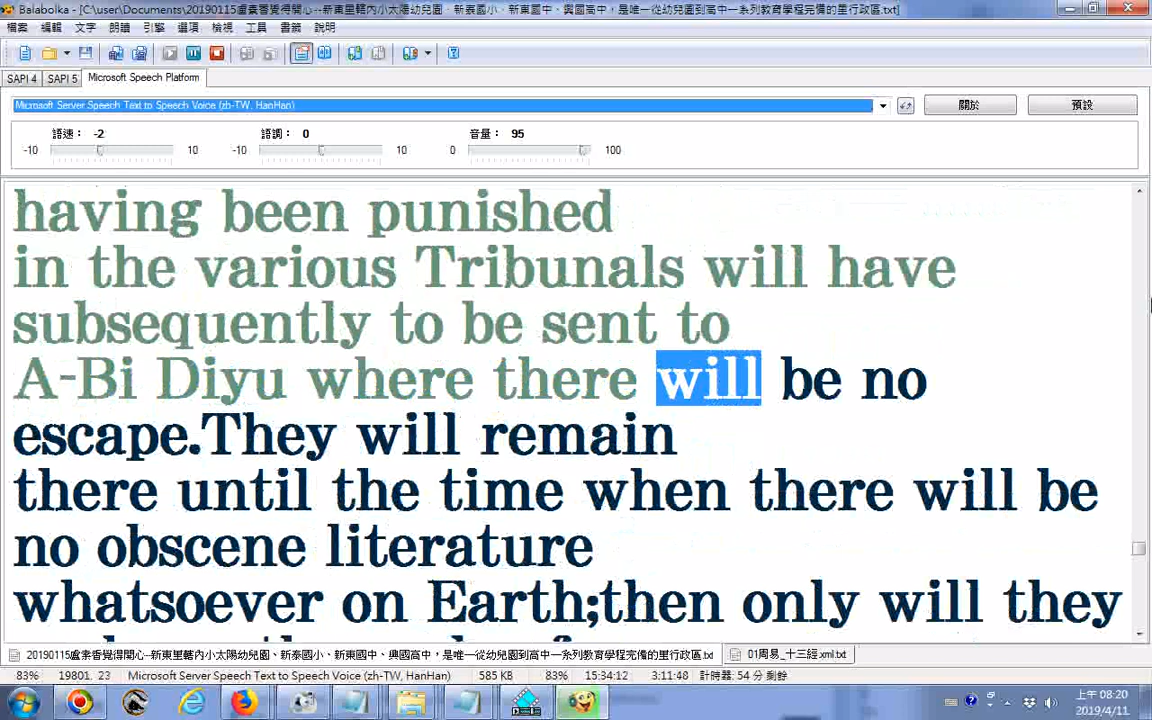 Balabolka - [C:\user\Documents\20190115盧素香覺得開心--新東里轄內小太陽幼兒園、新泰國小、新東國中、興國高中，是唯一從幼兒園到高中一系列教育學程完備的里行政區.txt]
檔案 編輯 文字 朗讀 引擎 選項 檢視 工具 書籤 說明
SAPI 4 SAPI 5 Microsoft Speech Platform
Microsoft Server Speech Text to Speech Voice (zh-TW, HanHan) 關於 預設
語速： -2 語調： 0 音量： 95
-10 10 -10 10 0 100
having been punished
in the various Tribunals will have
subsequently to be sent to
A-Bi Diyu where there will be no
escape.They will remain
there until the time when there will be
no obscene literature
whatsoever on Earth;then only will they
20190115盧素香覺得開心--新東里轄內小太陽幼兒園、新泰國小、新東國中、興國高中，是唯一從幼兒園到高中一系列教育學程完備的里行政區.txt 01周易_十三經.xml.txt
83% 19801, 23 Microsoft Server Speech Text to Speech Voice (zh-TW, HanHan) 585 KB 83% 15:34:12 3:11:48 計時器: 54 分 剩餘
上午 08:20
2019/4/11